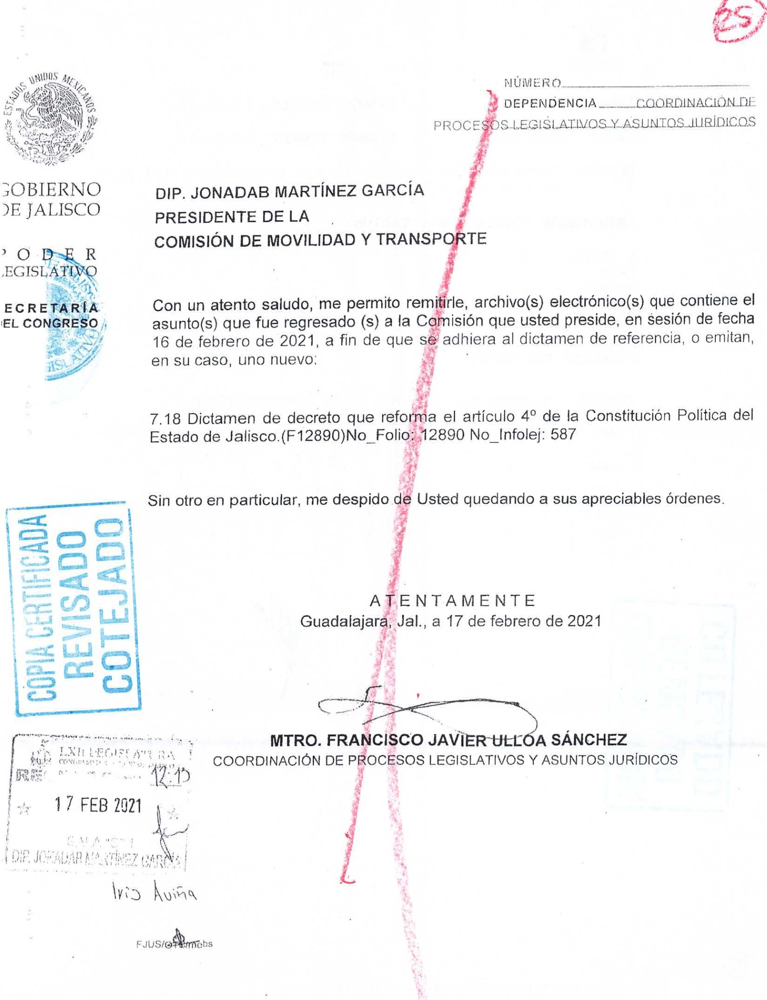 25
ESTADOS UNIDOS MEXICANOS
NÚMERO
DEPENDENCIA COORDINACIÓN DE
PROCESOS LEGISLATIVOS Y ASUNTOS JURÍDICOS
GOBIERNO
DE JALISCO
PODER
LEGISLATIVO
SECRETARÍA
DEL CONGRESO
DIP. JONADAB MARTÍNEZ GARCÍA
PRESIDENTE DE LA
COMISIÓN DE MOVILIDAD Y TRANSPORTE
Con un atento saludo, me permito remitirle, archivo(s) electrónico(s) que contiene el
asunto(s) que fue regresado (s) a la Comisión que usted preside, en sesión de fecha
16 de febrero de 2021, a fin de que se adhiera al dictamen de referencia, o emitan,
en su caso, uno nuevo:
7.18 Dictamen de decreto que reforma el artículo 4º de la Constitución Política del
Estado de Jalisco.(F12890)No_Folio: 12890 No_Infolej: 587
Sin otro en particular, me despido de Usted quedando a sus apreciables órdenes.
COPIA CERTIFICADA
REVISADO
COTEJADO
ATENTAMENTE
Guadalajara, Jal., a 17 de febrero de 2021
MTRO. FRANCISCO JAVIER ULLOA SÁNCHEZ
COORDINACIÓN DE PROCESOS LEGISLATIVOS Y ASUNTOS JURÍDICOS
LXII LEGISLATURA
12:15
17 FEB 2021
DIP. JONADAB MARTÍNEZ GARCÍA
Iris Aviña
FJUS/